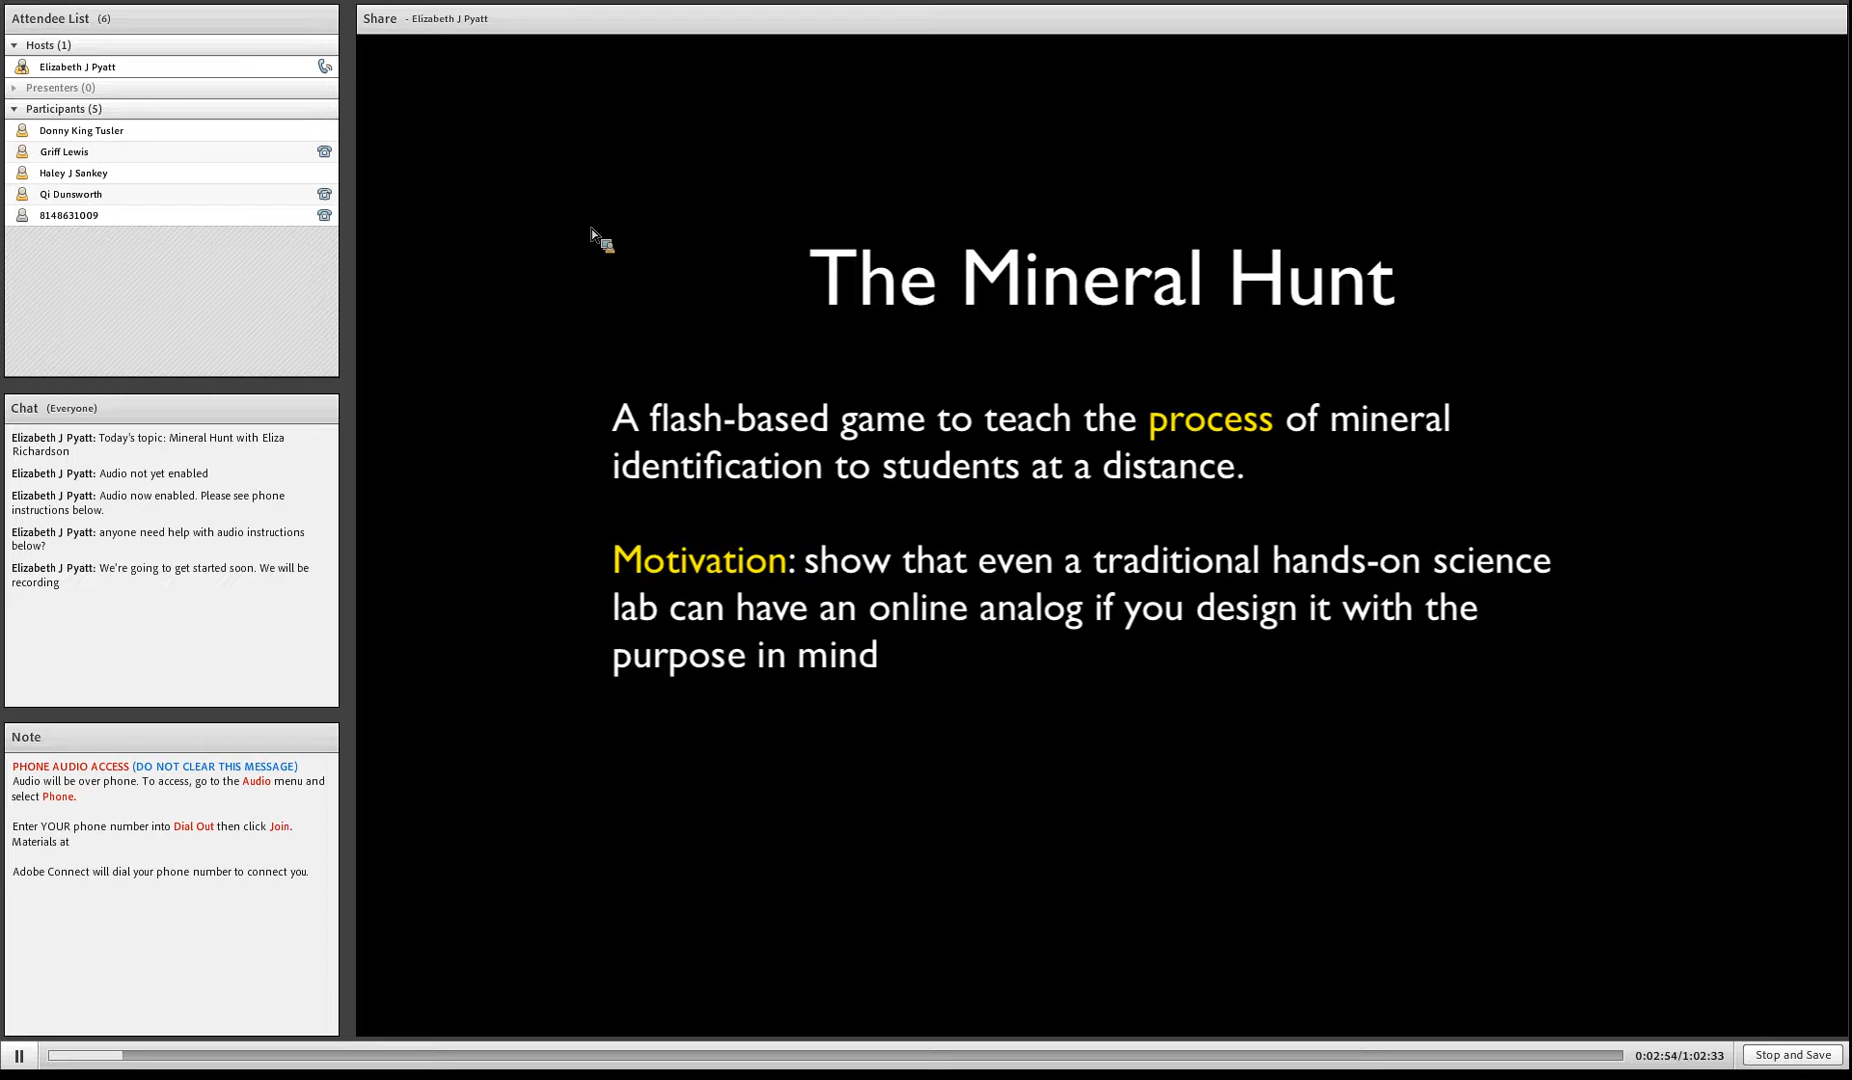 Attendee List (6)
Hosts (1)
Elizabeth J Pyatt
Presenters (0)
Participants (5)
Donny King Tusler
Griff Lewis
Haley J Sankey
Qi Dunsworth
8148631009
Chat (Everyone)
Elizabeth J Pyatt: Today's topic: Mineral Hunt with Eliza
Richardson
Elizabeth J Pyatt: Audio not yet enabled
Elizabeth J Pyatt: Audio now enabled. Please see phone
instructions below.
Elizabeth J Pyatt: anyone need help with audio instructions
below?
Elizabeth J Pyatt: We're going to get started soon. We will be
recording
Note
PHONE AUDIO ACCESS (DO NOT CLEAR THIS MESSAGE)
Audio will be over phone. To access, go to the Audio menu and
select Phone.
Enter YOUR phone number into Dial Out then click Join.
Materials at
Adobe Connect will dial your phone number to connect you.
Share - Elizabeth J Pyatt
The Mineral Hunt
A flash-based game to teach the process of mineral
identification to students at a distance.
Motivation: show that even a traditional hands-on science
lab can have an online analog if you design it with the
purpose in mind
0:02:54/1:02:33
Stop and Save